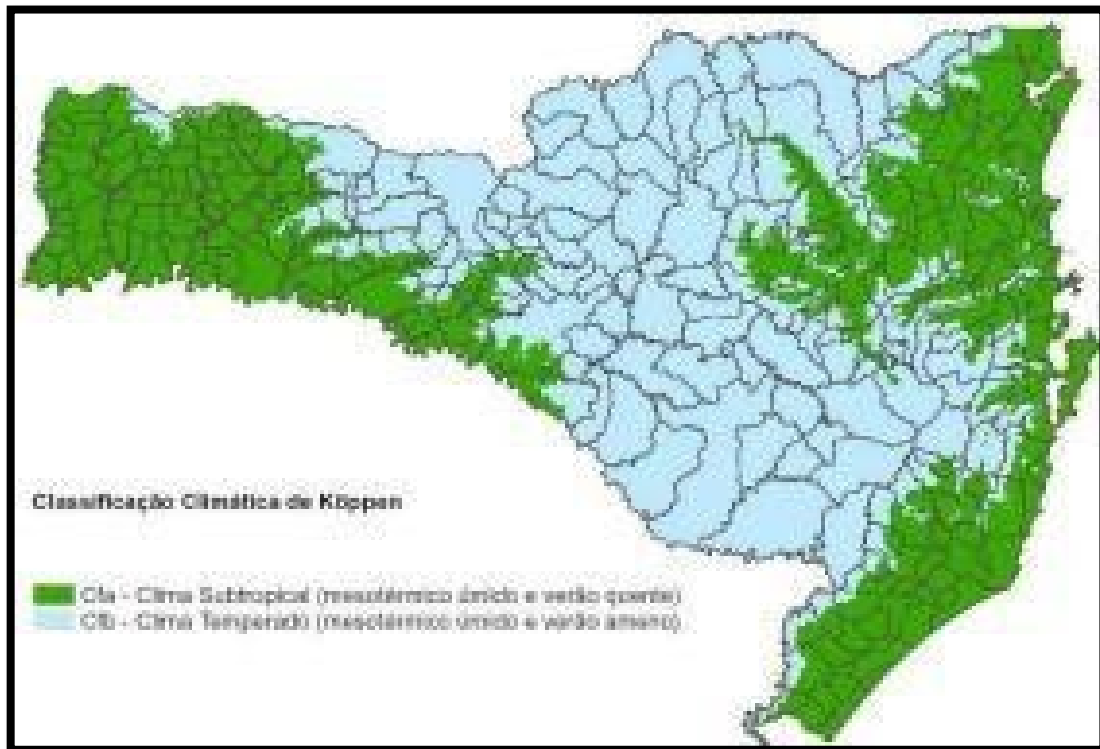 Classificação Climática de Köppen
Cfa - Clima Subtropical (mesotérmico úmido e verão quente)
Cfb - Clima Temperado (mesotérmico úmido e verão ameno)